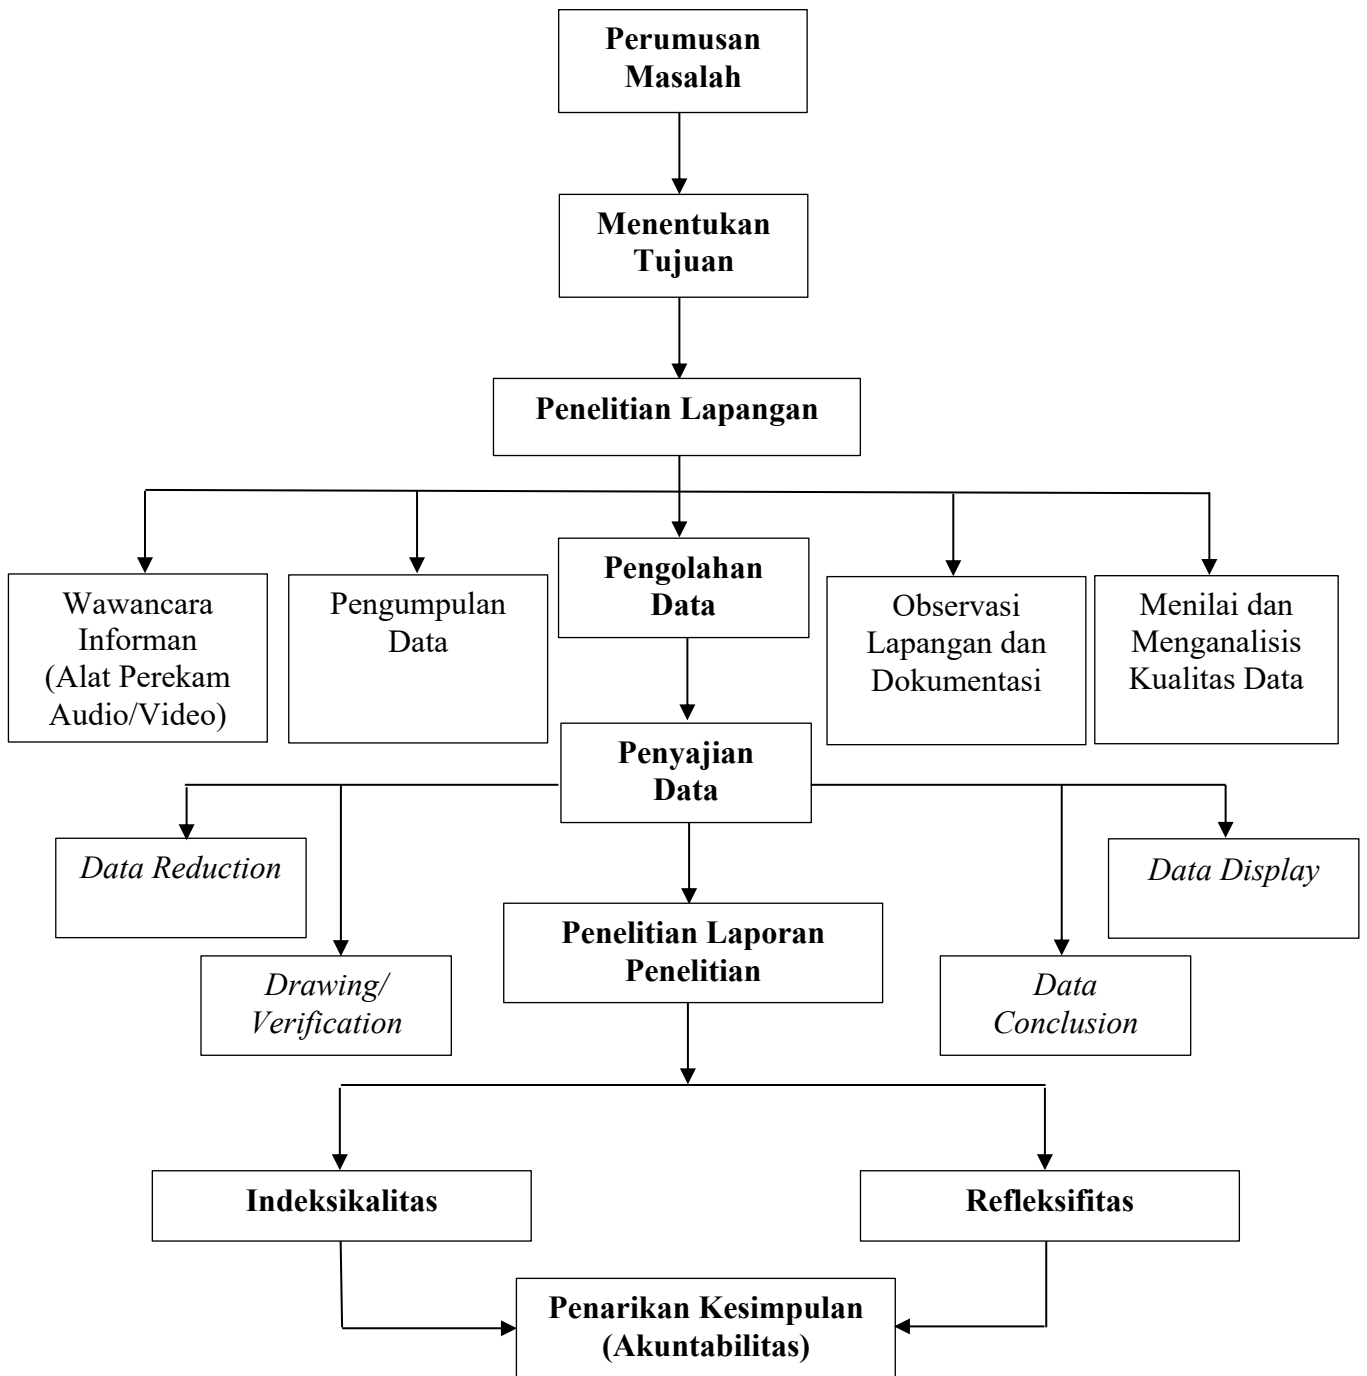 Perumusan
Masalah
Menentukan
Tujuan
Penelitian Lapangan
Wawancara
Informan
(Alat Perekam
Audio/Video)
Pengumpulan
Data
Pengolahan
Data
Observasi
Lapangan dan
Dokumentasi
Menilai dan
Menganalisis
Kualitas Data
Penyajian
Data
Data Reduction
Data Display
Penelitian Laporan
Penelitian
Drawing/
Verification
Data
Conclusion
Indeksikalitas
Refleksifitas
Penarikan Kesimpulan
(Akuntabilitas)